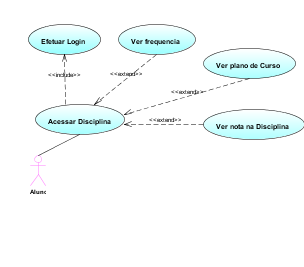 Efetuar Login
Ver frequencia
Ver plano de Curso
<<include>>
<<extend>>
<<extend>>
Acessar Disciplina
<<extend>>
Ver nota na Disciplina
Aluno